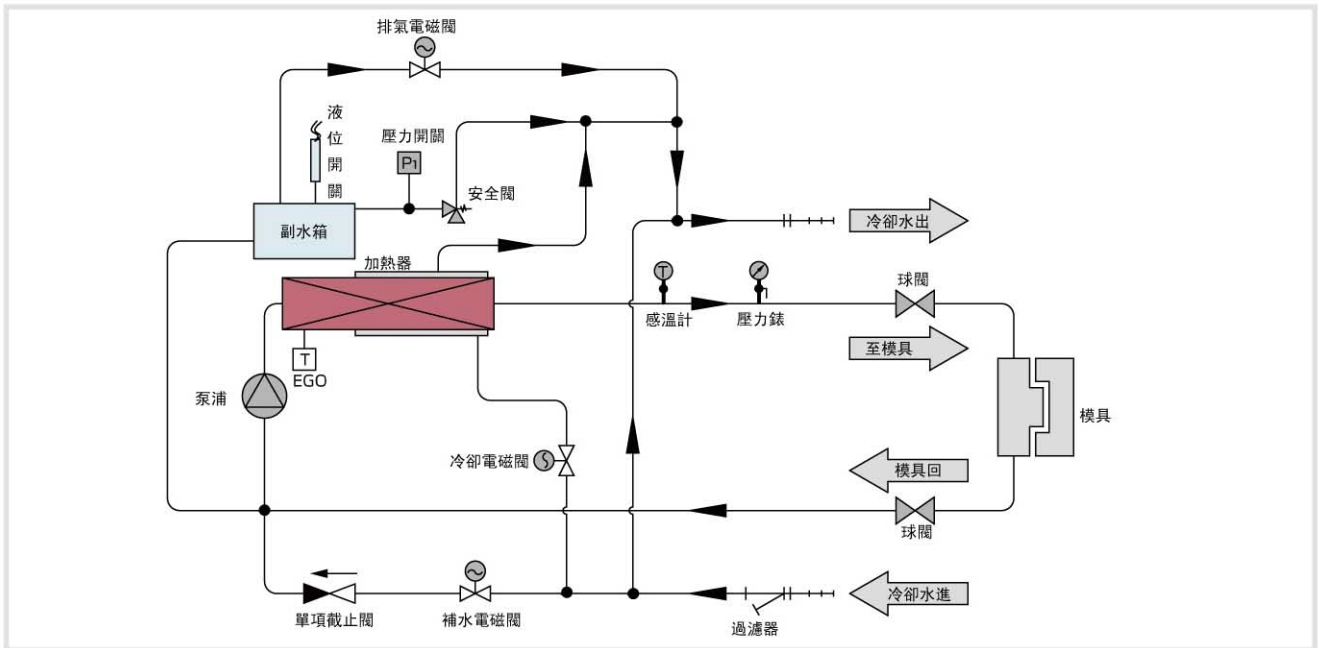 排氣電磁閥
液位開關
壓力開關
P1
安全閥
副水箱
冷卻水出
加熱器
T
球閥
感溫計
壓力錶
至模具
T
EGO
泵浦
模具
冷卻電磁閥
模具回
球閥
冷卻水進
單項截止閥
補水電磁閥
過濾器